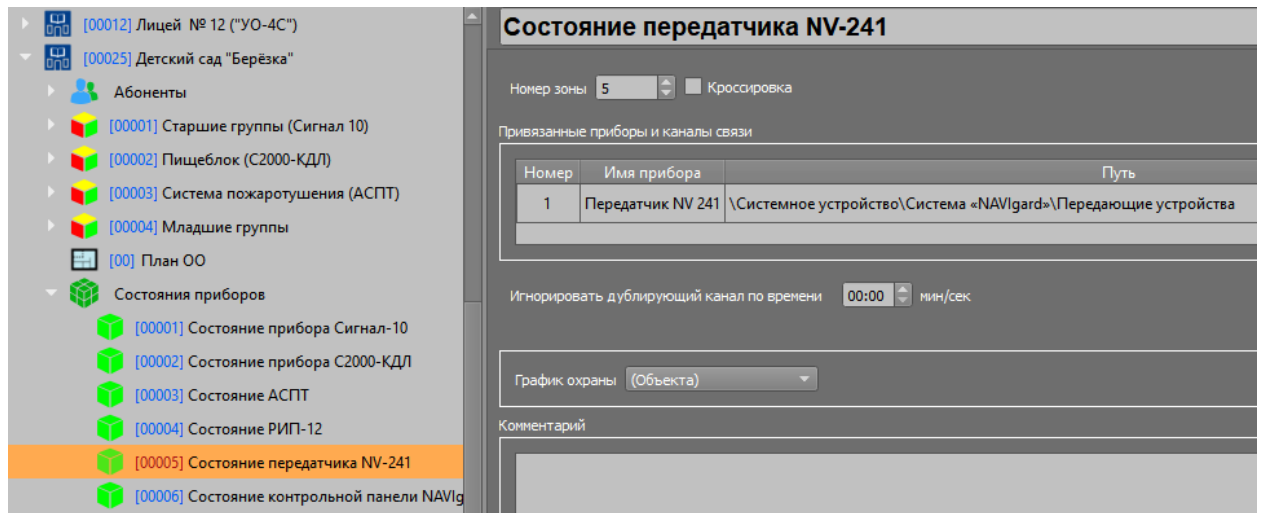 [00012] Лицей № 12 ("УО-4С")
[00025] Детский сад "Берёзка"
Абоненты
[00001] Старшие группы (Сигнал 10)
[00002] Пищеблок (С2000-КДЛ)
[00003] Система пожаротушения (АСПТ)
[00004] Младшие группы
[00] План ОО
Состояния приборов
[00001] Состояние прибора Сигнал-10
[00002] Состояние прибора С2000-КДЛ
[00003] Состояние АСПТ
[00004] Состояние РИП-12
[00005] Состояние передатчика NV-241
[00006] Состояние контрольной панели NAVIg
Состояние передатчика NV-241
Номер зоны 5 Кроссировка
Привязанные приборы и каналы связи
Номер Имя прибора Путь
1 Передатчик NV 241 \Системное устройство\Система «NAVIgard»\Передающие устройства
Игнорировать дублирующий канал по времени 00:00 мин/сек
График охраны (Объекта)
Комментарий